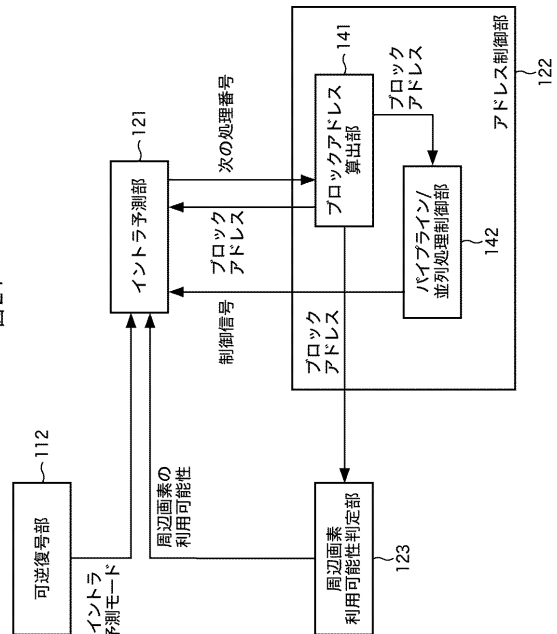 可逆復号部
112
イントラ
予測モード
周辺画素の
利用可能性
周辺画素
利用可能性判定部
123
イントラ予測部
121
次の処理番号
ブロック
アドレス
制御信号
ブロック
アドレス
ブロックアドレス
算出部
141
ブロック
アドレス
パイプライン/
並列処理制御部
142
アドレス制御部
122